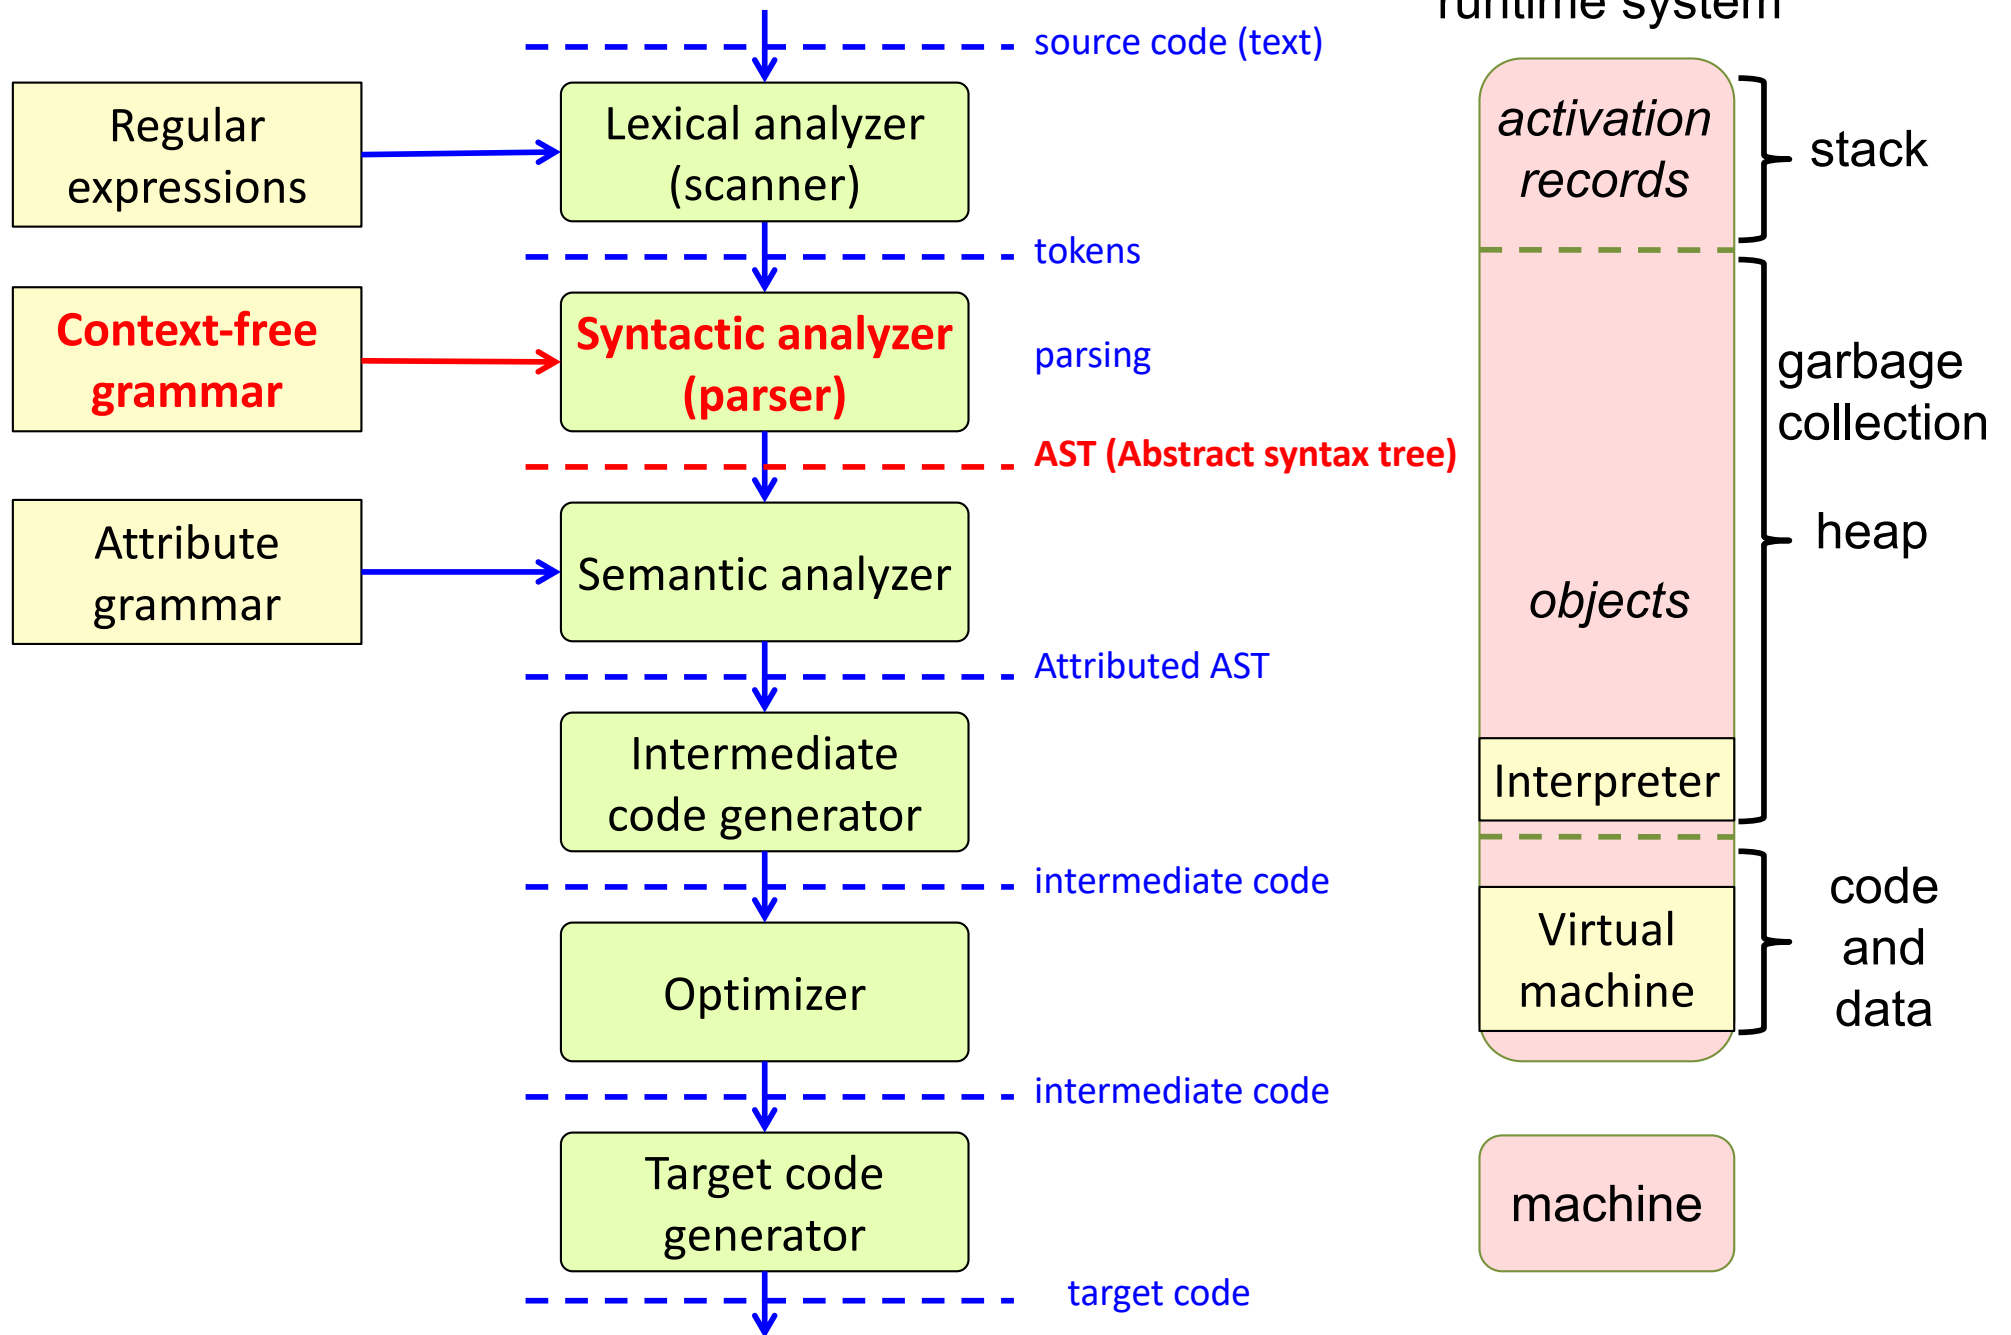 runtime system
source code (text)
Regular
expressions
Lexical analyzer
(scanner)
tokens
Context-free
grammar
Syntactic analyzer
(parser)
parsing
AST (Abstract syntax tree)
Attribute
grammar
Semantic analyzer
Attributed AST
Intermediate
code generator
intermediate code
Optimizer
intermediate code
Target code
generator
target code
activation
records
stack
garbage
collection
heap
objects
Interpreter
Virtual
machine
code
and
data
machine